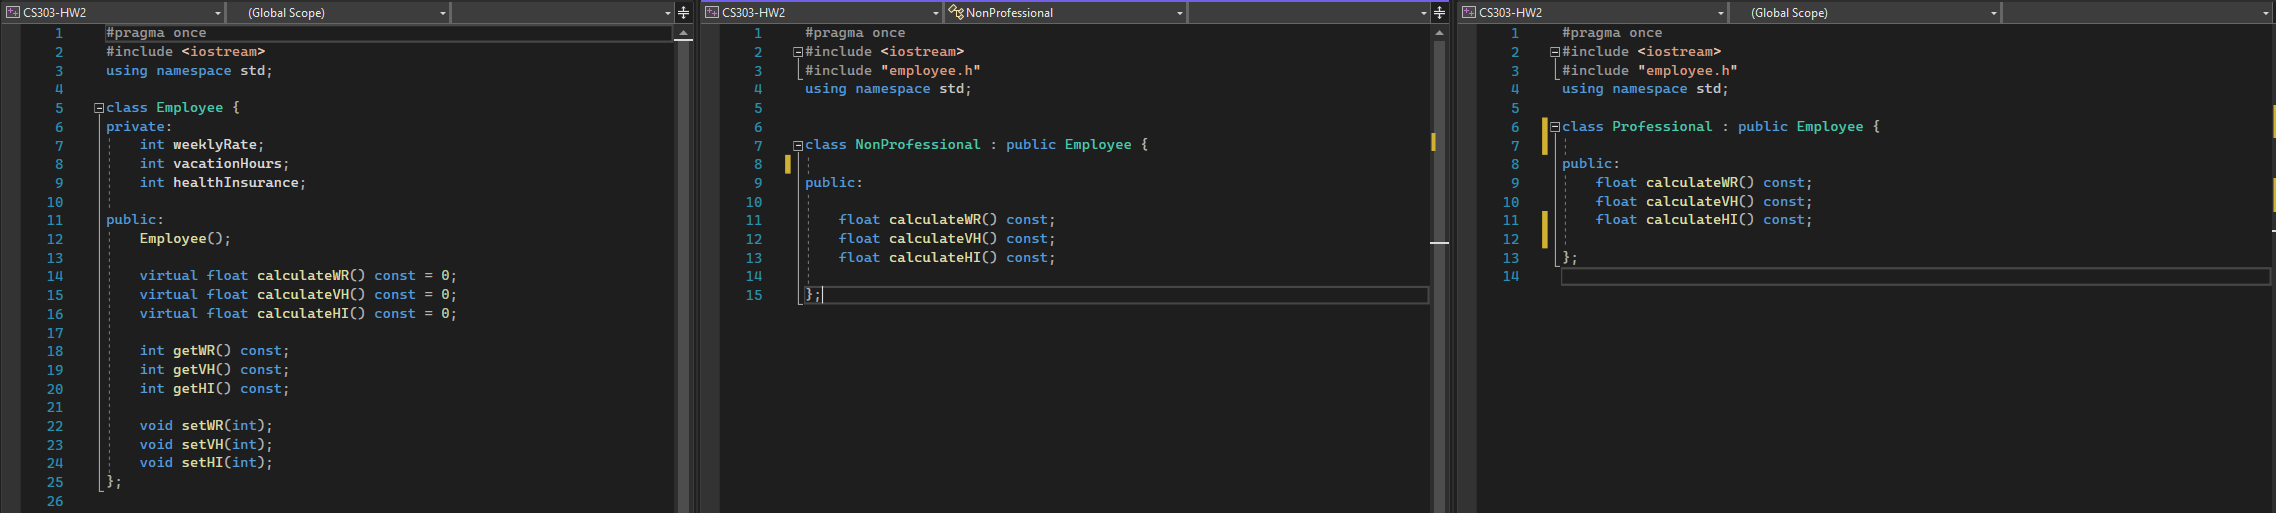 CS303-HW2 (Global Scope)
1 #pragma once
2 #include <iostream>
3 using namespace std;
4
5 class Employee {
6 private:
7 int weeklyRate;
8 int vacationHours;
9 int healthInsurance;
10
11 public:
12 Employee();
13
14 virtual float calculateWR() const = 0;
15 virtual float calculateVH() const = 0;
16 virtual float calculateHI() const = 0;
17
18 int getWR() const;
19 int getVH() const;
20 int getHI() const;
21
22 void setWR(int);
23 void setVH(int);
24 void setHI(int);
25 };
26
CS303-HW2 NonProfessional
1 #pragma once
2 #include <iostream>
3 #include "employee.h"
4 using namespace std;
5
6
7 class NonProfessional : public Employee {
8
9 public:
10
11 float calculateWR() const;
12 float calculateVH() const;
13 float calculateHI() const;
14
15 };
CS303-HW2 (Global Scope)
1 #pragma once
2 #include <iostream>
3 #include "employee.h"
4 using namespace std;
5
6 class Professional : public Employee {
7
8 public:
9 float calculateWR() const;
10 float calculateVH() const;
11 float calculateHI() const;
12
13 };
14